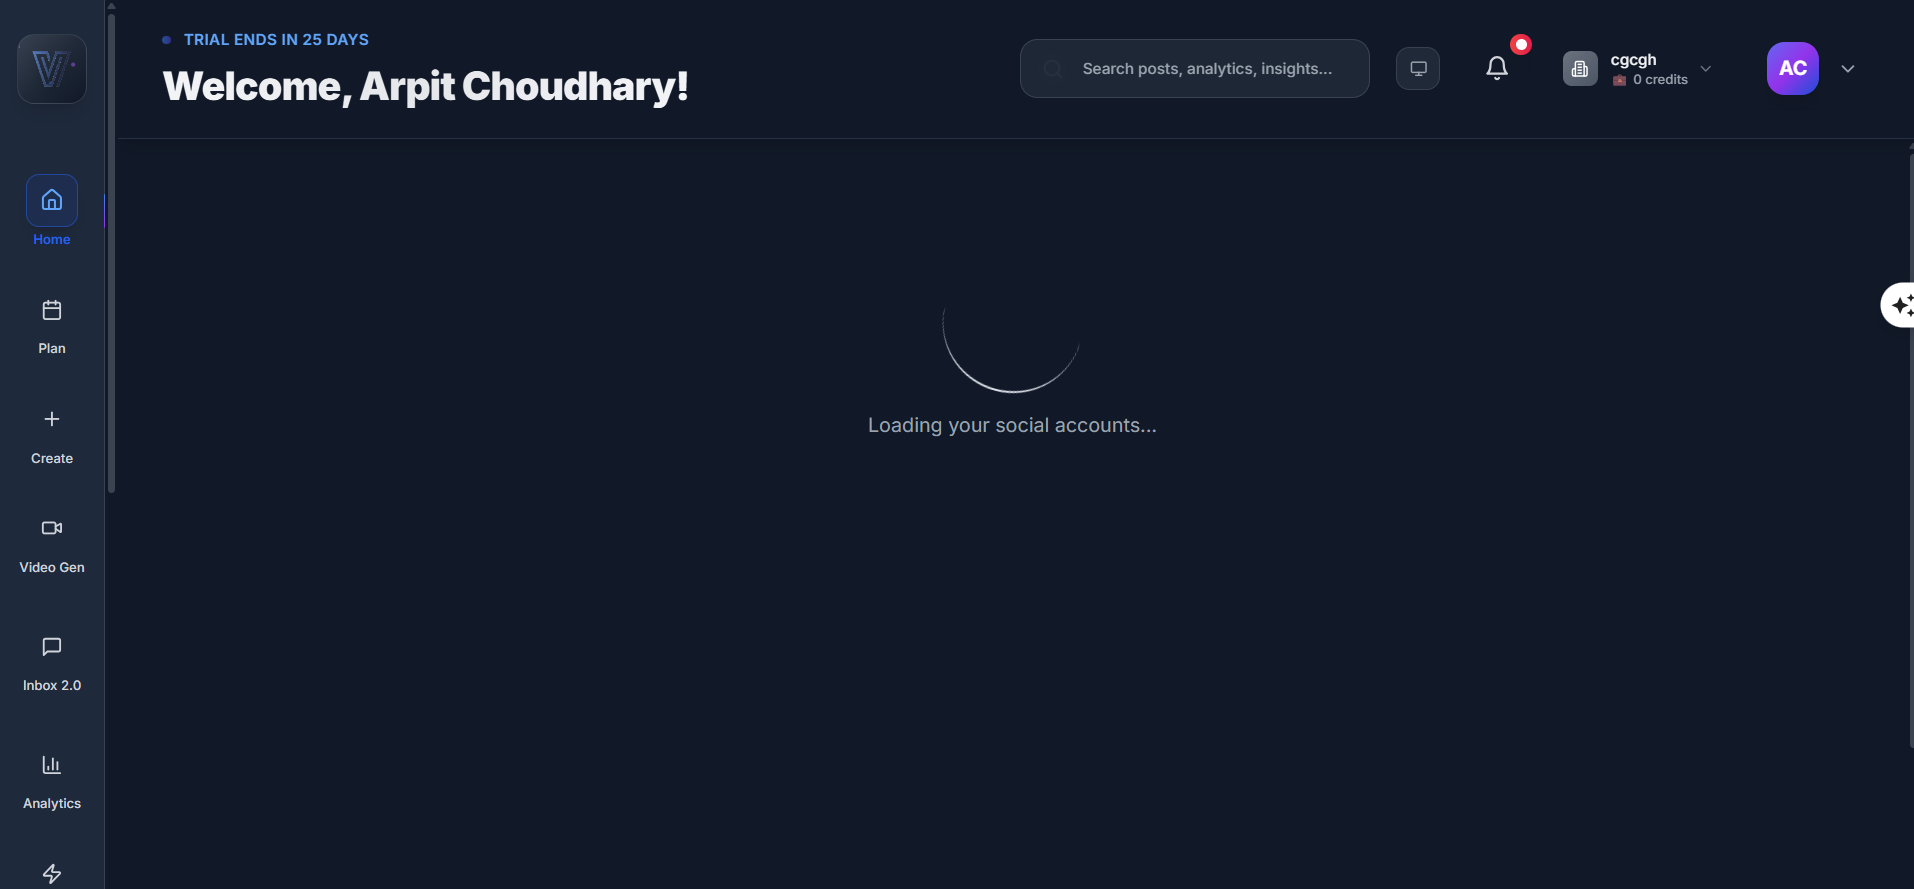 TRIAL ENDS IN 25 DAYS
Welcome, Arpit Choudhary!
Search posts, analytics, insights...
cgcgh
0 credits
AC
Home
Plan
Create
Video Gen
Inbox 2.0
Analytics
Loading your social accounts...